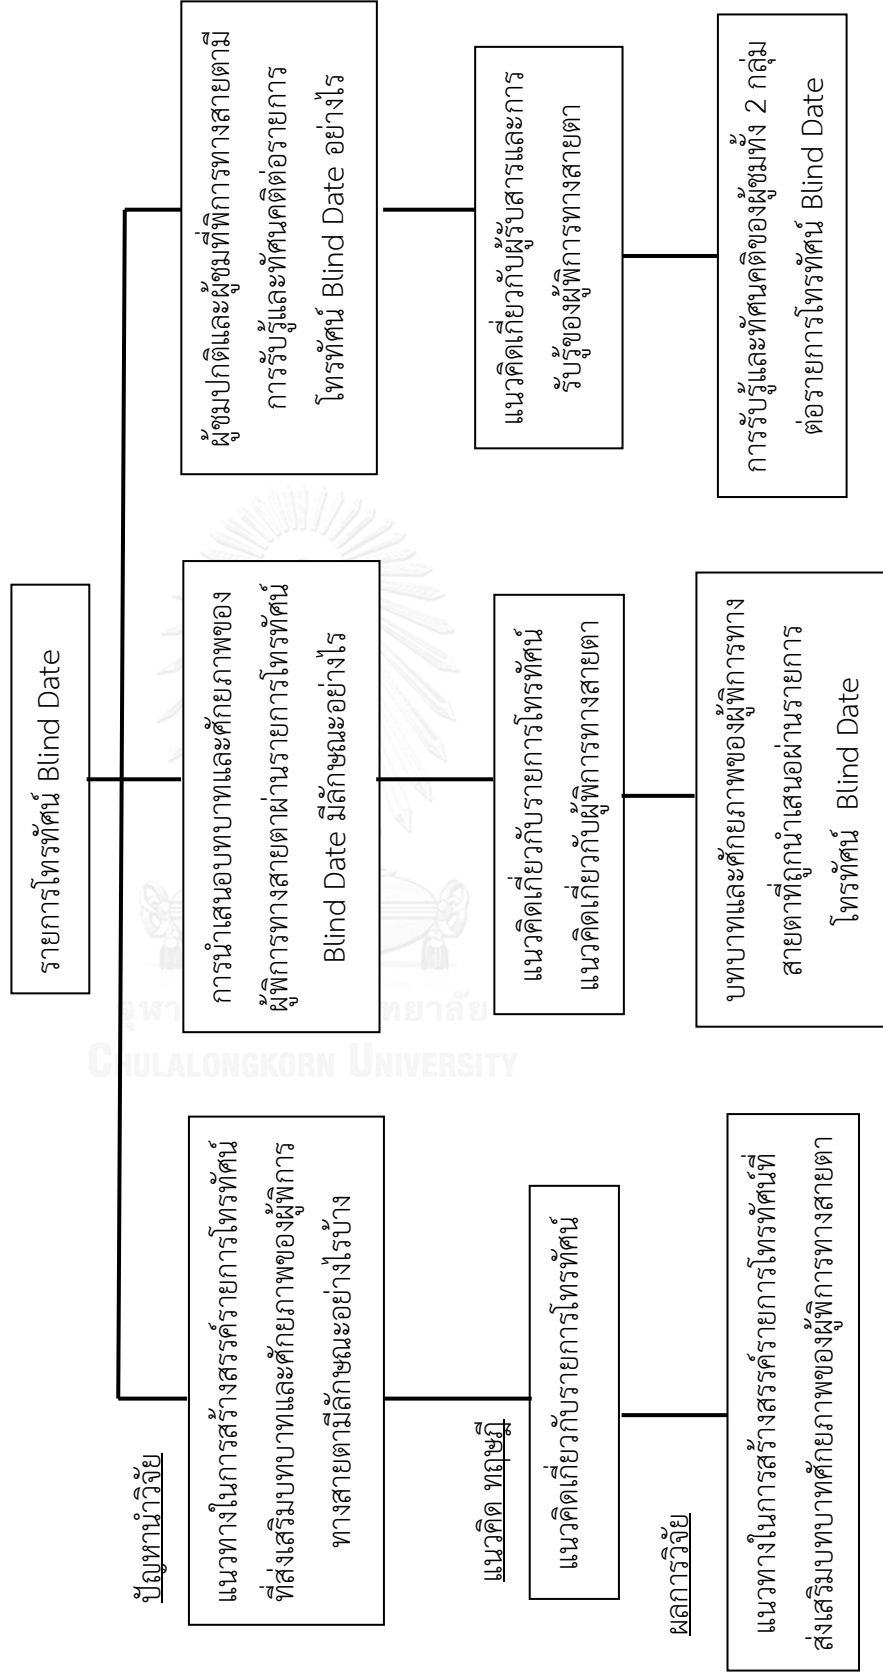 รายการโทรทัศน์ Blind Date
ปัญหานำวิจัย
แนวทางในการสร้างสรรค์รายการโทรทัศน์
ที่ส่งเสริมบทบาทและศักยภาพของผู้พิการ
ทางสายตามีลักษณะอย่างไรบ้าง
การนำเสนอบทบาทและศักยภาพของ
ผู้พิการทางสายตาผ่านรายการโทรทัศน์
Blind Date มีลักษณะอย่างไร
ผู้ชมปกติและผู้ชมที่พิการทางสายตามี
การรับรู้และทัศนคติต่อรายการ
โทรทัศน์ Blind Date อย่างไร
แนวคิด ทฤษฎี
แนวคิดเกี่ยวกับรายการโทรทัศน์
แนวคิดเกี่ยวกับรายการโทรทัศน์
แนวคิดเกี่ยวกับผู้พิการทางสายตา
แนวคิดเกี่ยวกับผู้รับสารและการ
รับรู้ของผู้พิการทางสายตา
ผลการวิจัย
แนวทางในการสร้างสรรค์รายการโทรทัศน์ที่
ส่งเสริมบทบาทศักยภาพของผู้พิการทางสายตา
บทบาทและศักยภาพของผู้พิการทาง
สายตาที่ถูกนำเสนอผ่านรายการ
โทรทัศน์ Blind Date
การรับรู้และทัศนคติของผู้ชมทั้ง 2 กลุ่ม
ต่อรายการโทรทัศน์ Blind Date
CHULALONGKORN UNIVERSITY